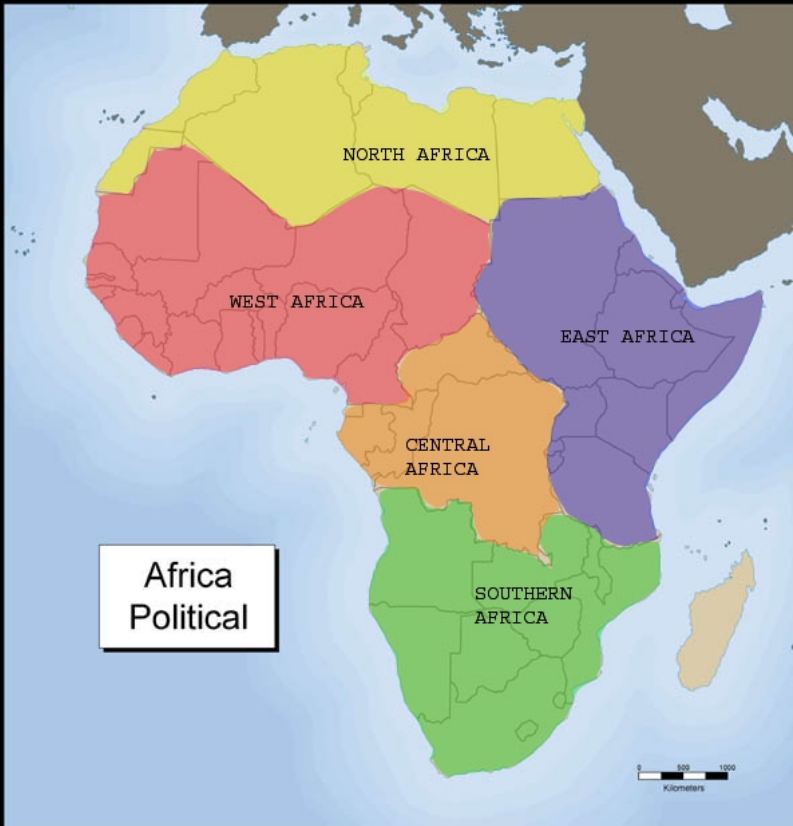 NORTH AFRICA
WEST AFRICA
EAST AFRICA
CENTRAL
AFRICA
Africa
Political
SOUTHERN
AFRICA
0 500 1000
Kilometers